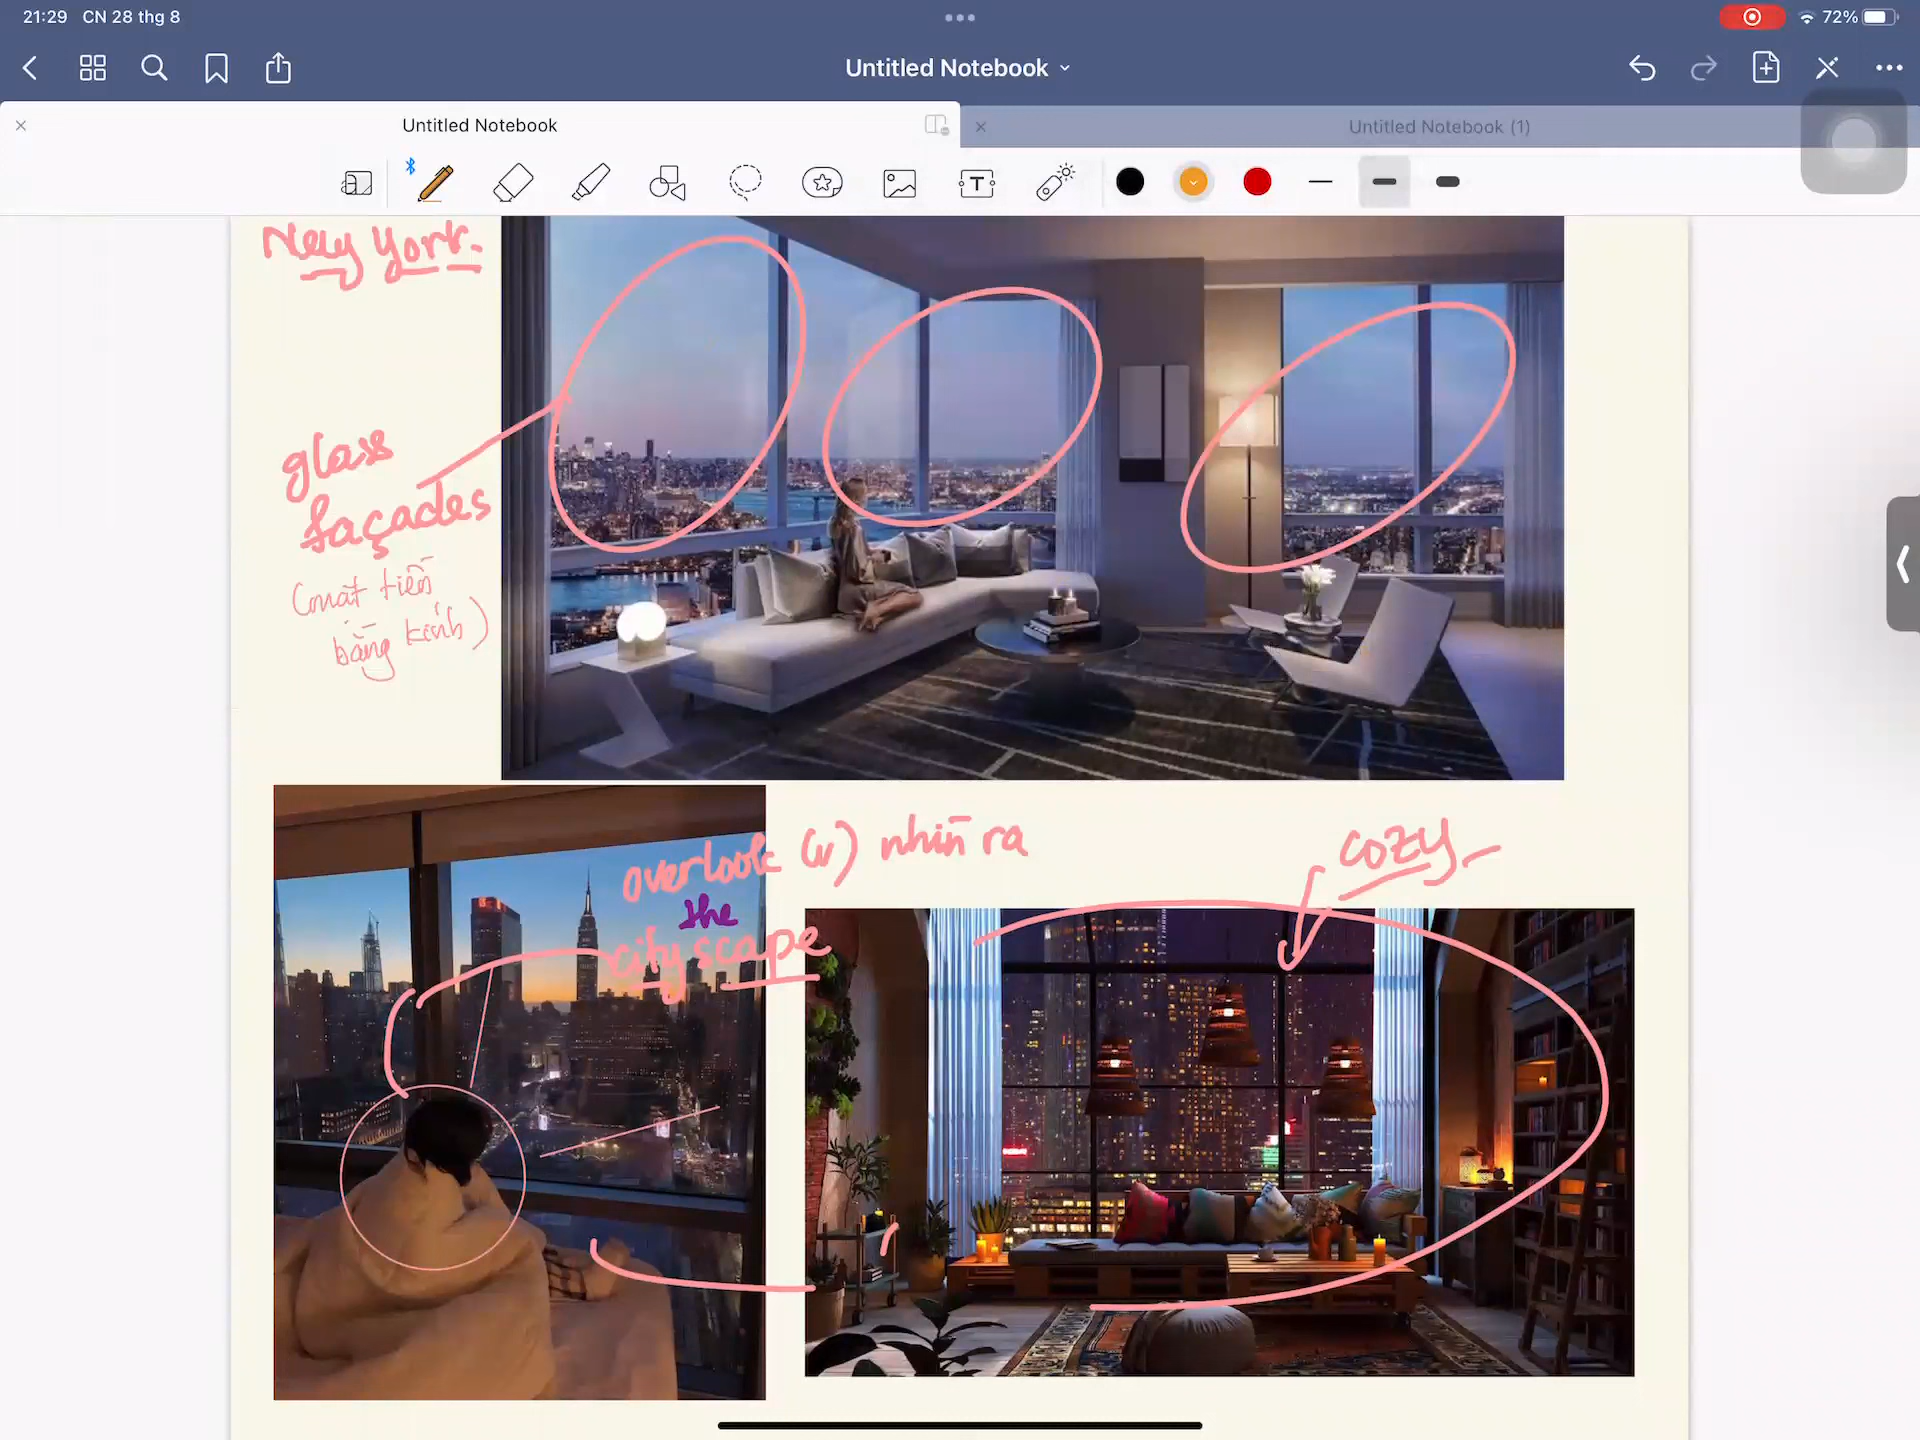 21:29 CN 28 thg 8
72%
Untitled Notebook
Untitled Notebook
Untitled Notebook (1)
T
New York.
glass
façades
(mặt tiền
bằng kính)
overlook (v) nhìn ra
the
cityscape
cozy